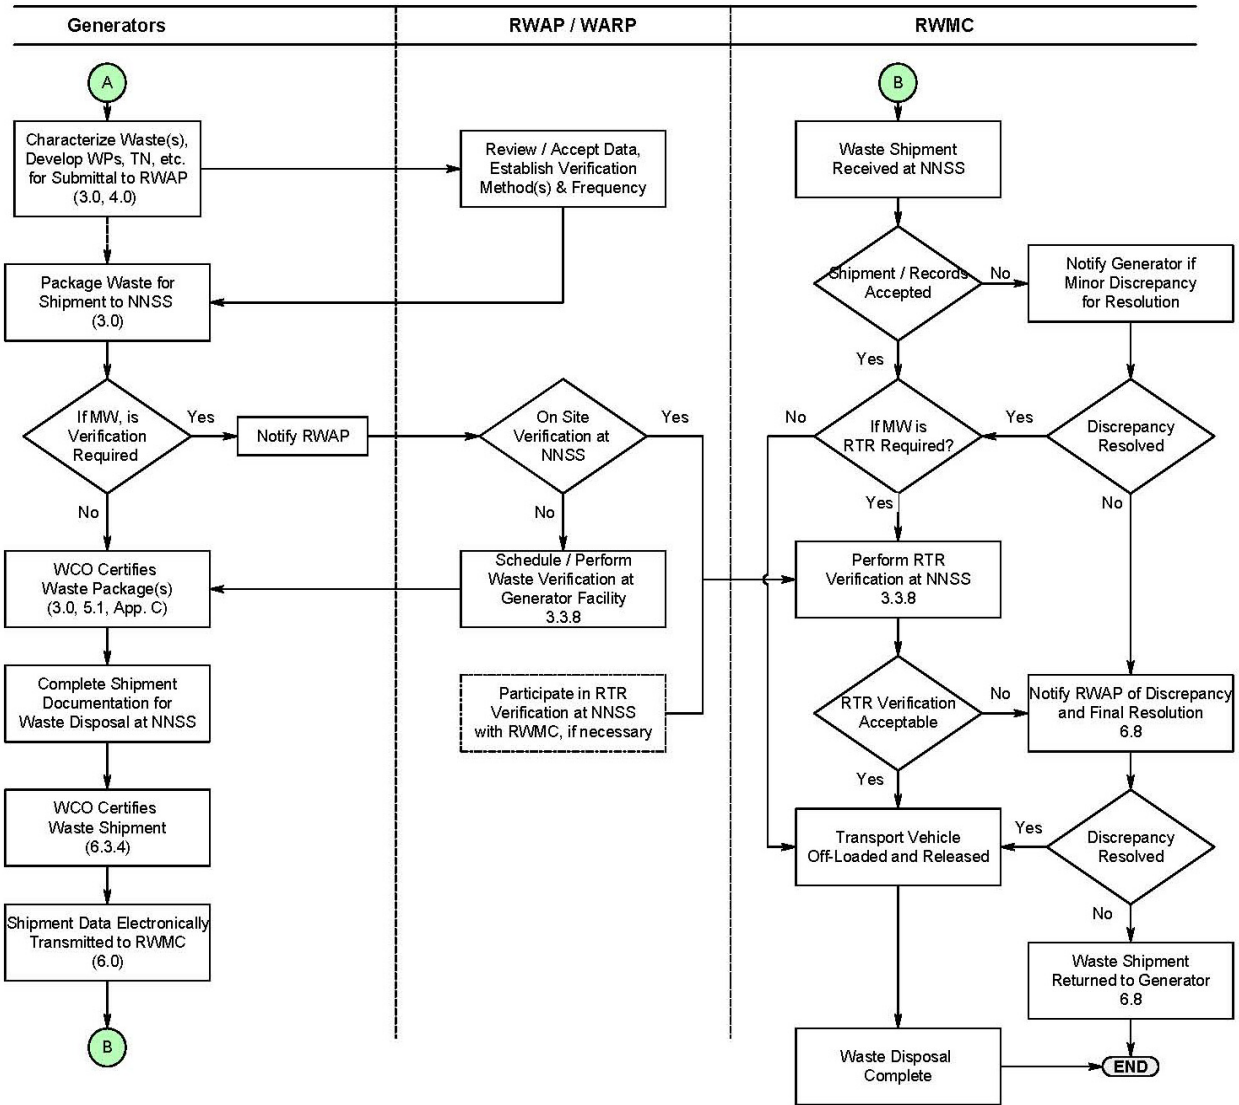 Generators
RWAP / WARP
RWMC
A
Characterize Waste(s),
Develop WPs, TN, etc.
for Submittal to RWAP
(3.0, 4.0)
Package Waste for
Shipment to NNSS
(3.0)
If MW, is
Verification
Required
Yes
No
Notify RWAP
WCO Certifies
Waste Package(s)
(3.0, 5.1, App. C)
Complete Shipment
Documentation for
Waste Disposal at NNSS
WCO Certifies
Waste Shipment
(6.3.4)
Shipment Data Electronically
Transmitted to RWMC
(6.0)
B
Review / Accept Data,
Establish Verification
Method(s) & Frequency
On Site
Verification at
NNSS
Yes
No
Schedule / Perform
Waste Verification at
Generator Facility
3.3.8
Participate in RTR
Verification at NNSS
with RWMC, if necessary
B
Waste Shipment
Received at NNSS
Shipment / Records
Accepted
No
Yes
Notify Generator if
Minor Discrepancy
for Resolution
If MW is
RTR Required?
No
Yes
Yes
Discrepancy
Resolved
No
Perform RTR
Verification at NNSS
3.3.8
RTR Verification
Acceptable
No
Yes
Notify RWAP of Discrepancy
and Final Resolution
6.8
Transport Vehicle
Off-Loaded and Released
Yes
Discrepancy
Resolved
No
Waste Shipment
Returned to Generator
6.8
Waste Disposal
Complete
END